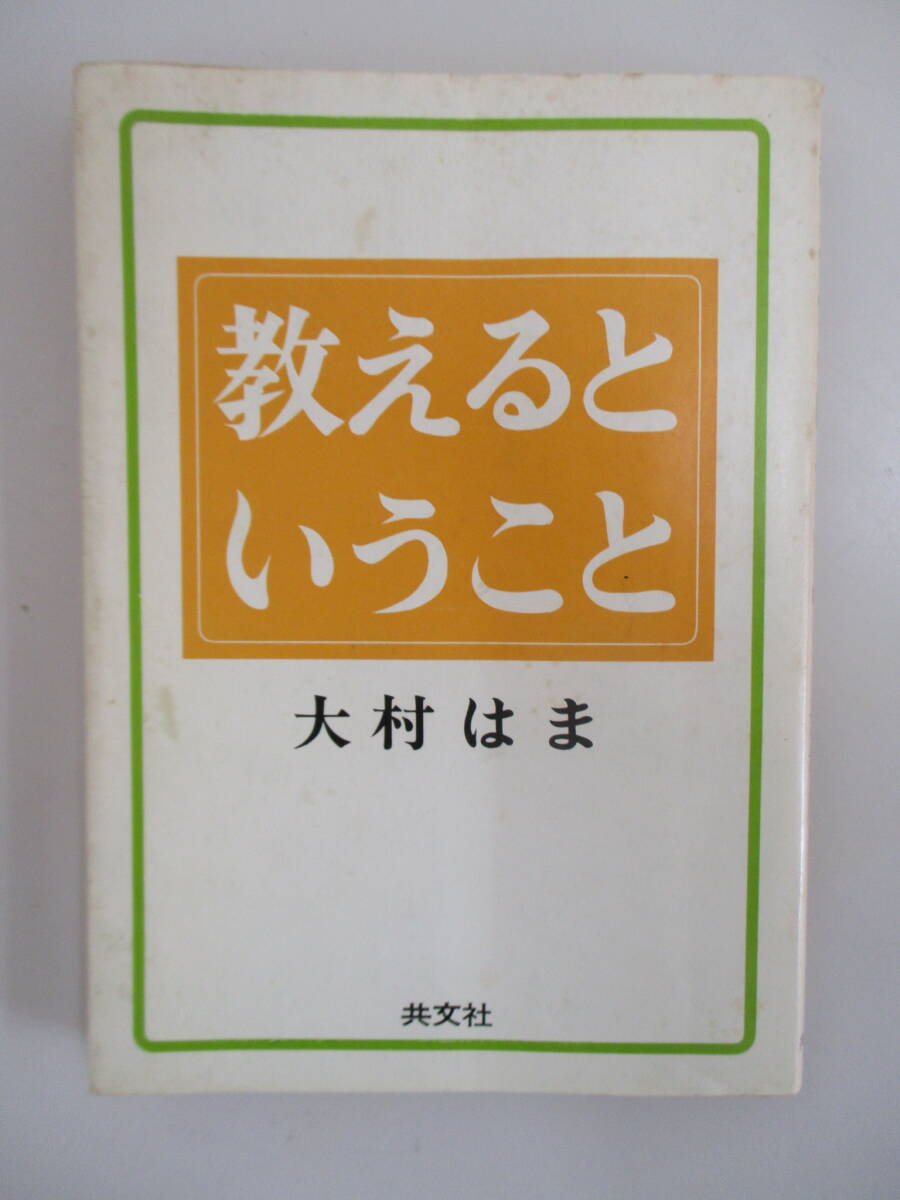 教えると
いうこと
大村はま
共文社